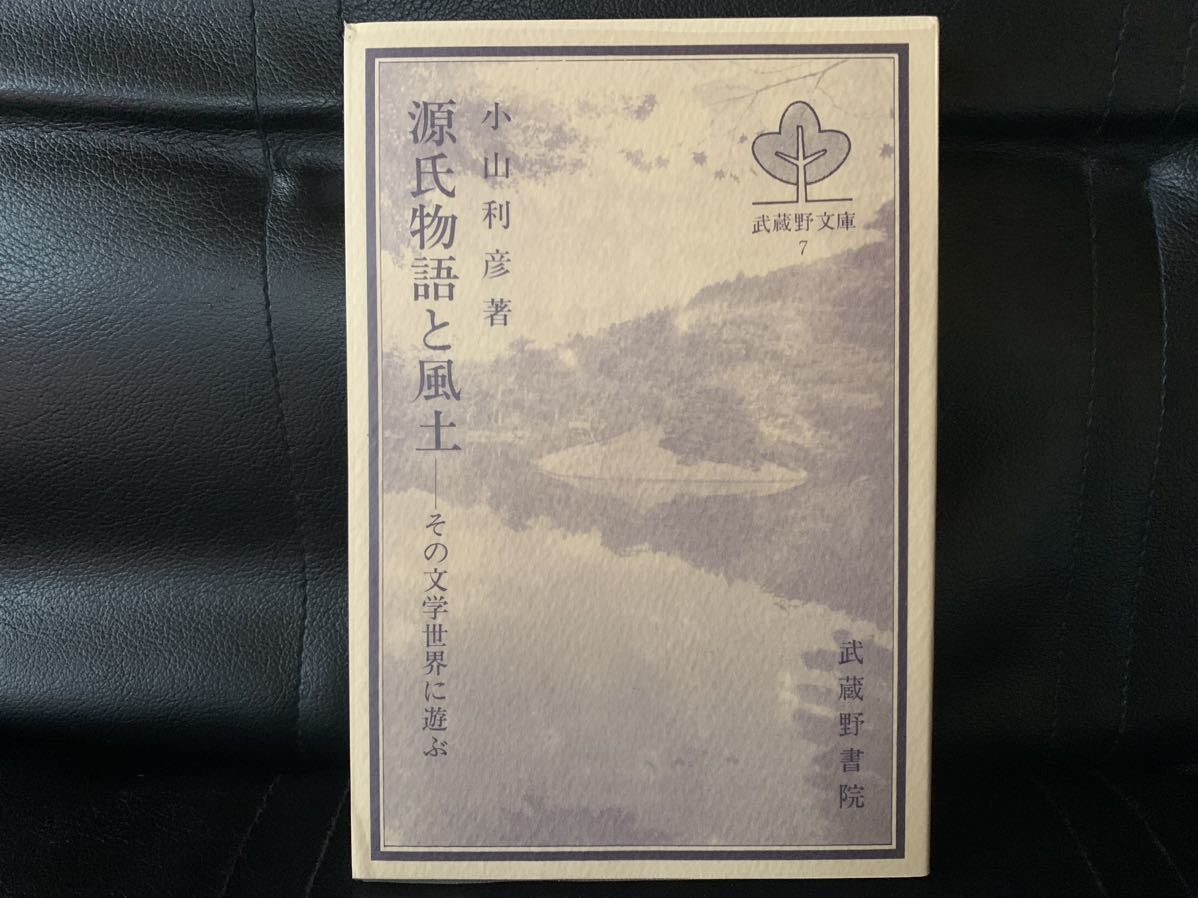 武蔵野文庫
7
小山利彦著
源氏物語と風土――その文学世界に遊ぶ
武蔵野書院